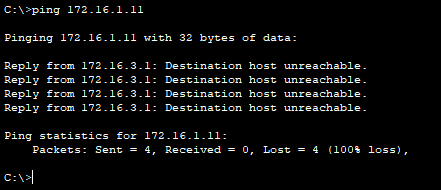 C:\>ping 172.16.1.11
Pinging 172.16.1.11 with 32 bytes of data:
Reply from 172.16.3.1: Destination host unreachable.
Reply from 172.16.3.1: Destination host unreachable.
Reply from 172.16.3.1: Destination host unreachable.
Reply from 172.16.3.1: Destination host unreachable.
Ping statistics for 172.16.1.11:
    Packets: Sent = 4, Received = 0, Lost = 4 (100% loss),
C:\>